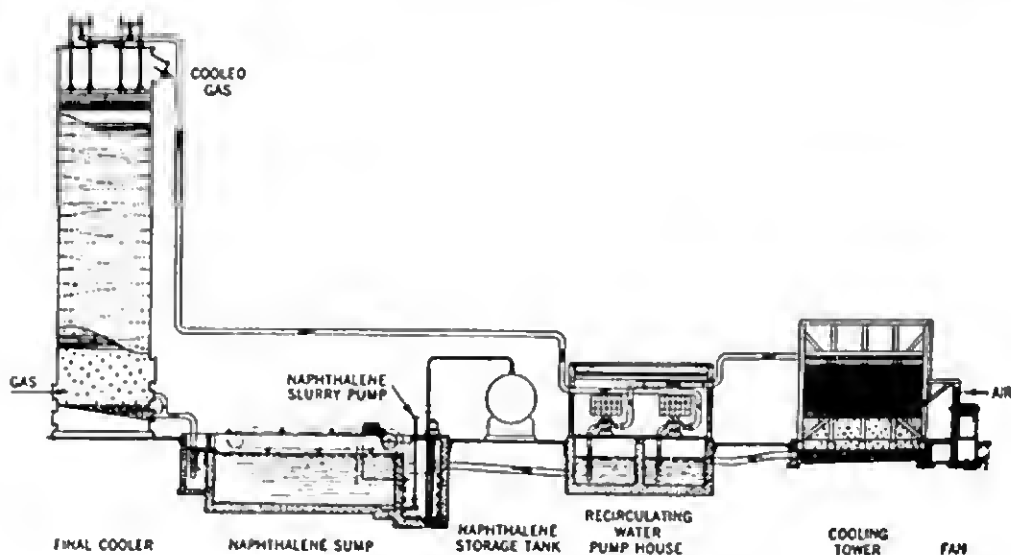 COOLED
GAS
GAS
NAPHTHALENE
SLURRY PUMP
AIR
FINAL COOLER
NAPHTHALENE SUMP
NAPHTHALENE
STORAGE TANK
RECIRCULATING
WATER
PUMP HOUSE
COOLING
TOWER
FAN